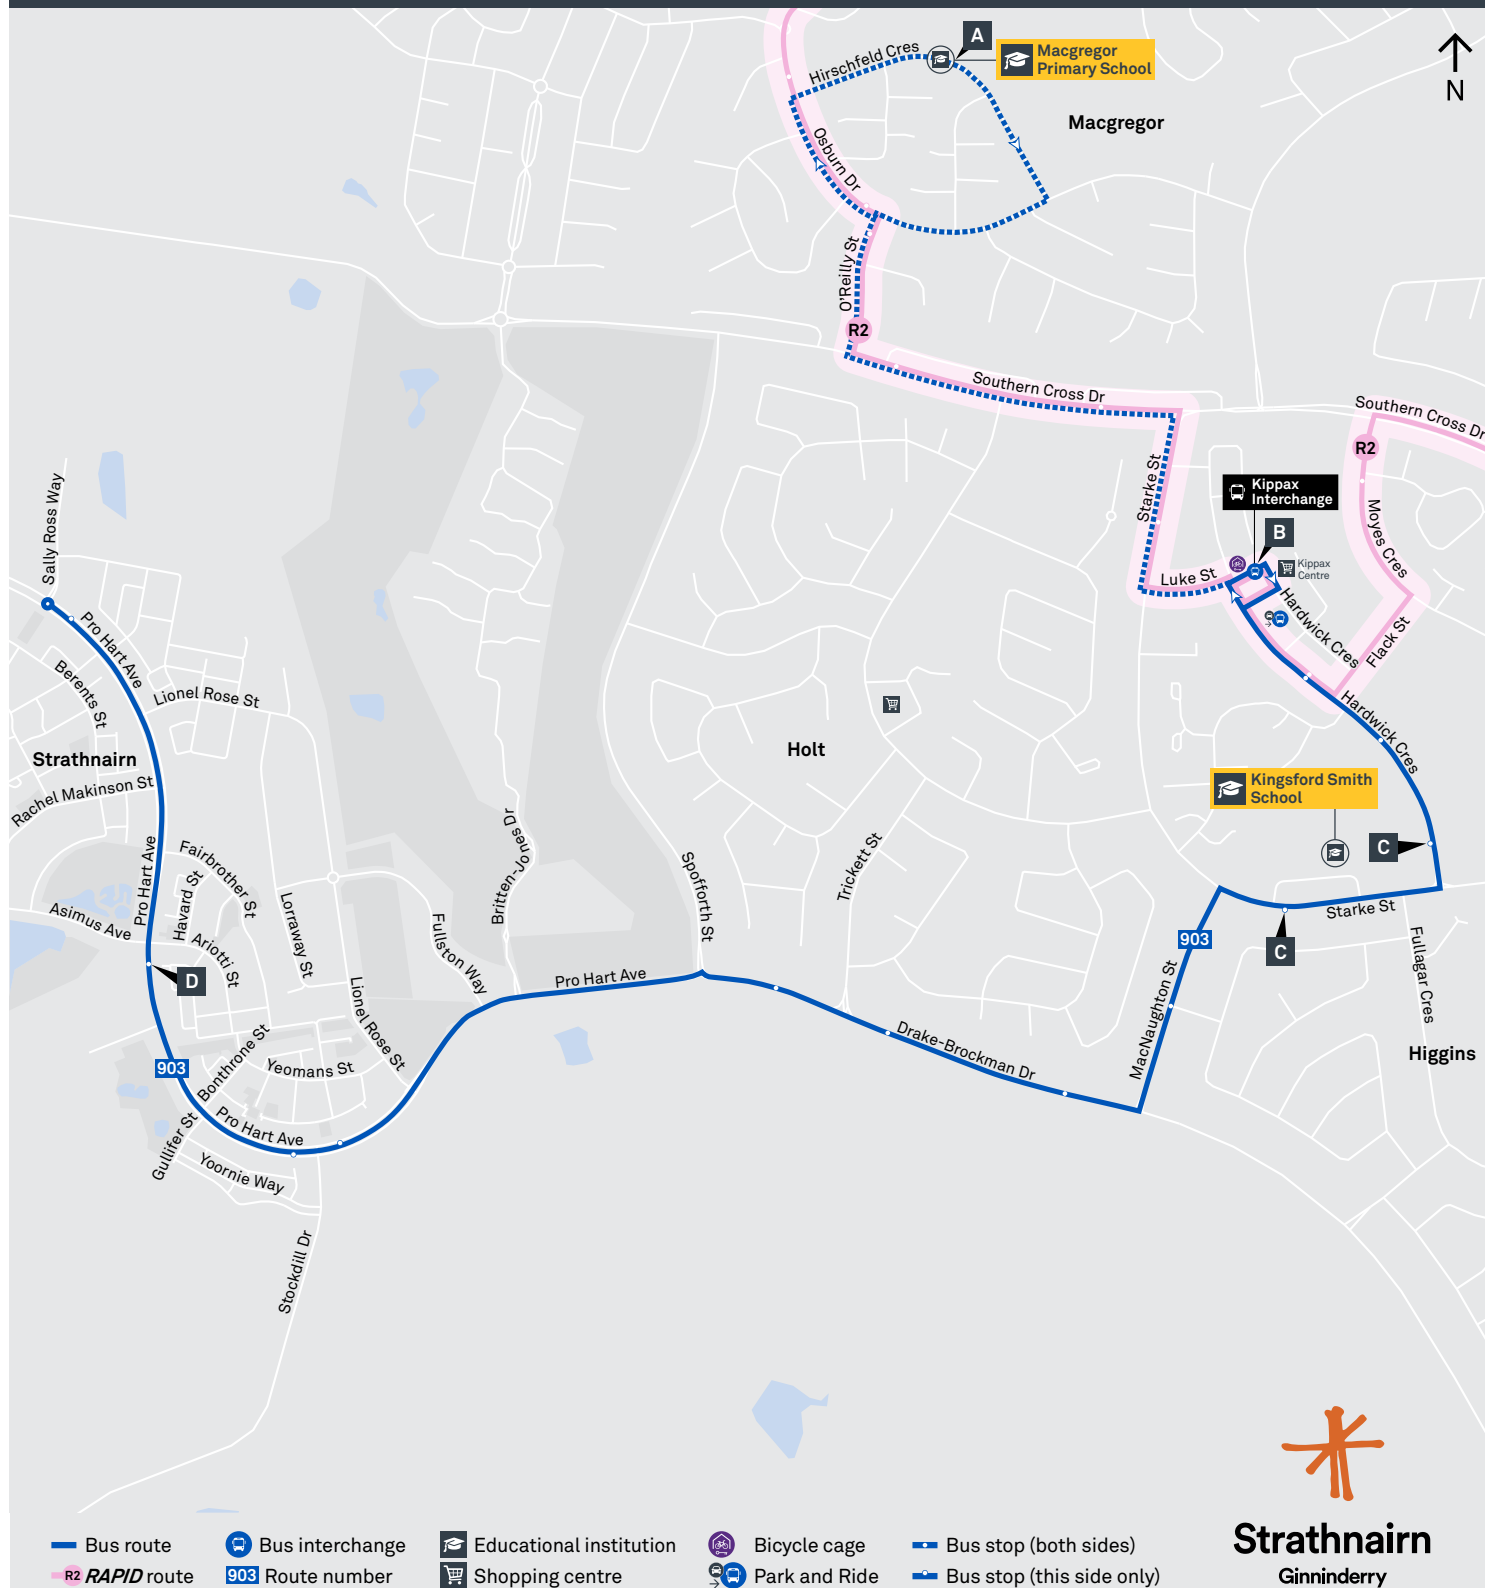 A
Macgregor
Primary School
N
Hirschfeld Cres
Macgregor
Osburn Dr
O'Reilly St
R2
Southern Cross Dr
Southern Cross Dr
R2
Starke St
Kippax
Interchange
B
Kippax
Centre
Moyes Cres
Luke St
Hardwick Cres
Flack St
Sally Ross Way
Pro Hart Ave
Berents St
Lionel Rose St
Strathnairn
Rachel Makinson St
Holt
Hardwick Cres
Kingsford Smith
School
C
Pro Hart Ave
Fairbrother St
Havard St
Asimus Ave
Ariotti St
Lorraway St
Britten-Jones Dr
Fullston Way
Spofforth St
Trickett St
Starke St
903
C
Fullagar Cres
D
Lionel Rose St
Pro Hart Ave
Drake-Brockman Dr
MacNaughton St
Higgins
903
Bonthrone St
Yeomans St
Pro Hart Ave
Gullifer St
Yoornie Way
Stockdill Dr
Strathnairn
Ginninderry
Bus route
Bus interchange
Educational institution
Bicycle cage
Bus stop (both sides)
R2 RAPID route
903 Route number
Shopping centre
Park and Ride
Bus stop (this side only)